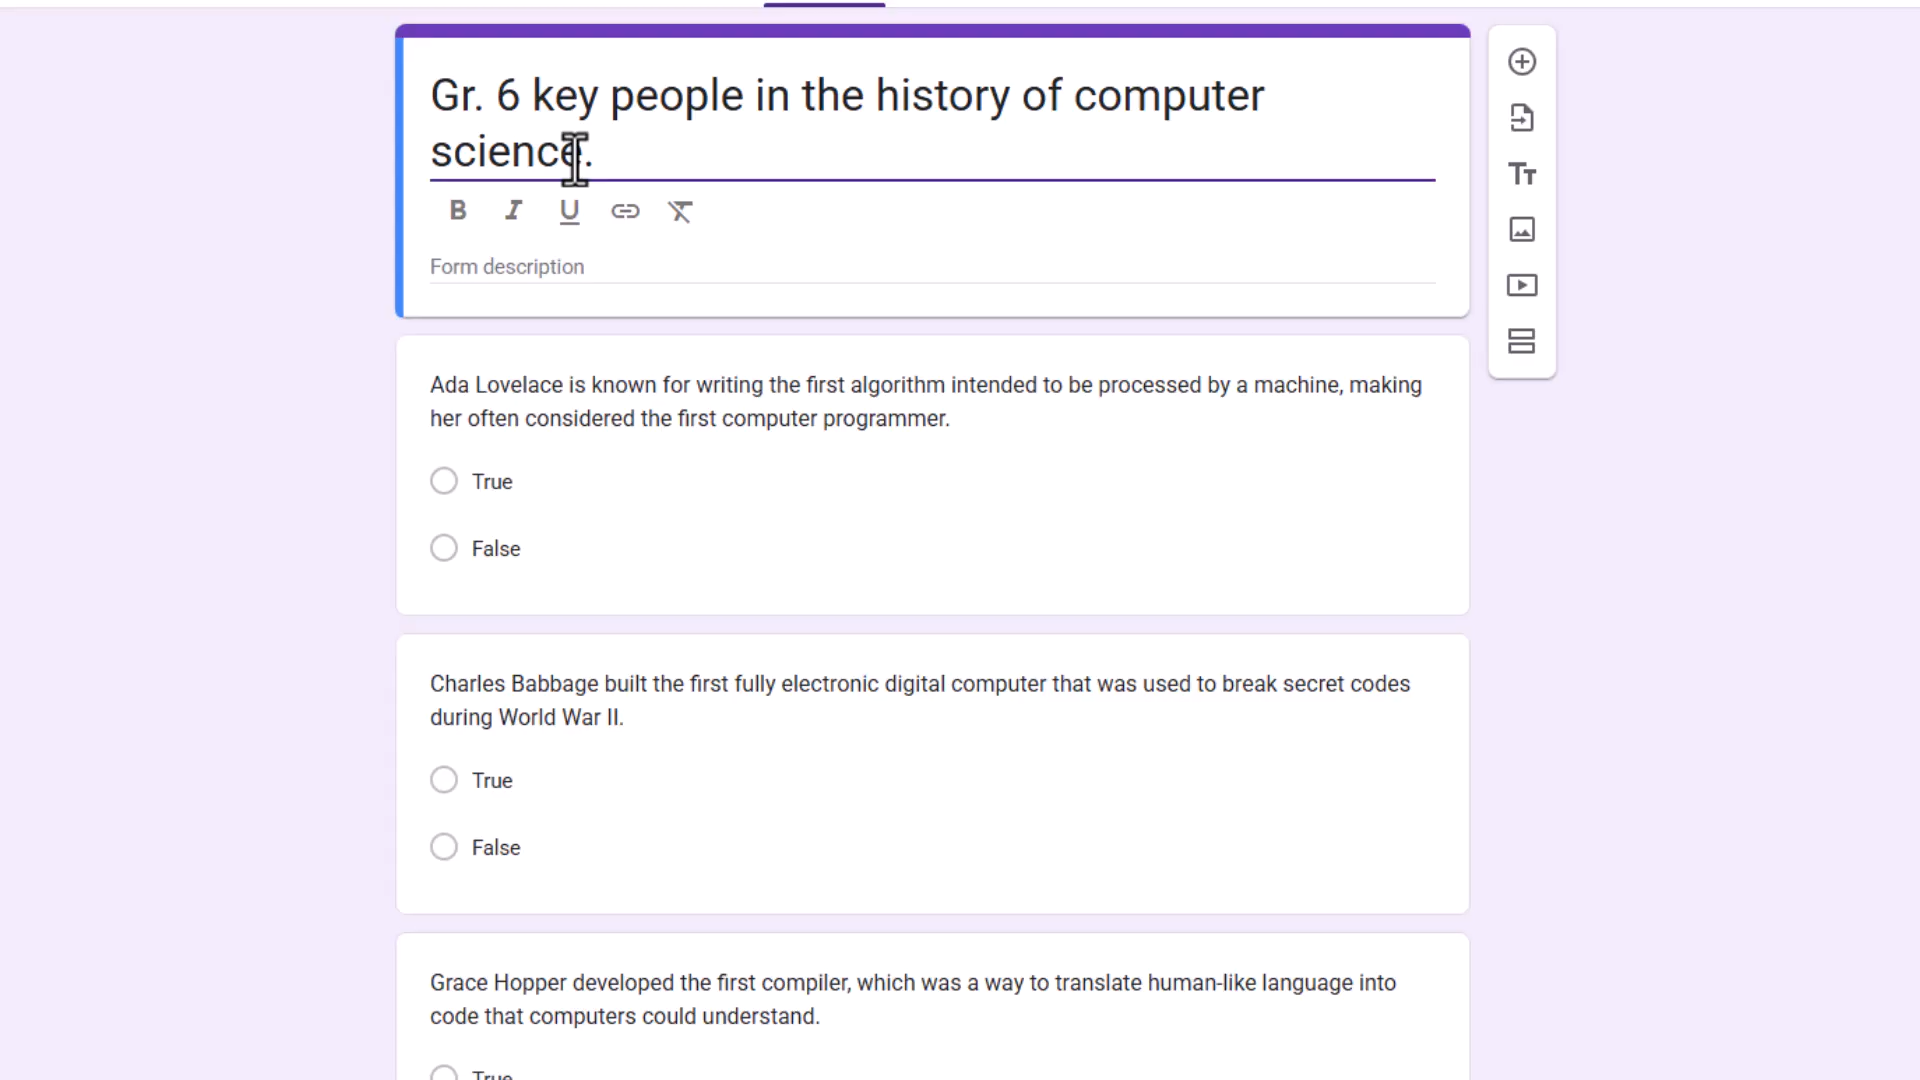 Gr. 6 key people in the history of computer
science.
B I U
Form description
Ada Lovelace is known for writing the first algorithm intended to be processed by a machine, making
her often considered the first computer programmer.
True
False
Charles Babbage built the first fully electronic digital computer that was used to break secret codes
during World War II.
True
False
Grace Hopper developed the first compiler, which was a way to translate human-like language into
code that computers could understand.
True